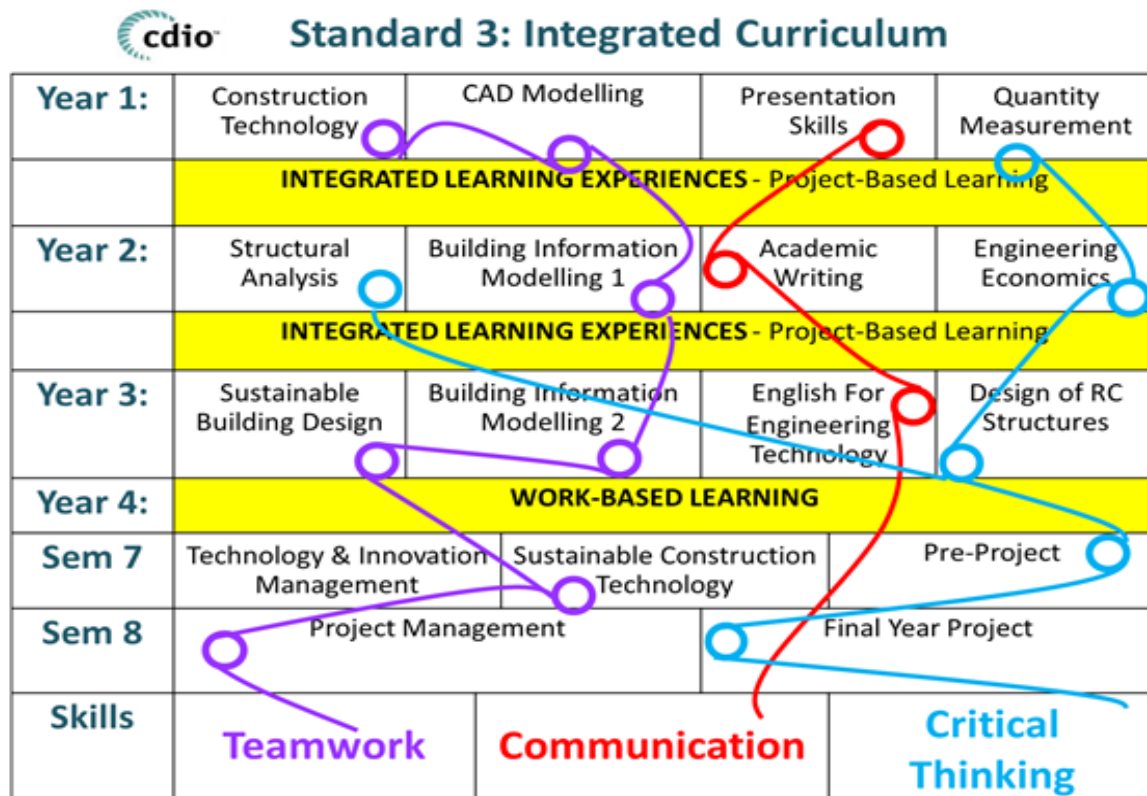 cdio™ Standard 3: Integrated Curriculum
Year 1:
Construction
Technology
CAD Modelling
Presentation
Skills
Quantity
Measurement
INTEGRATED LEARNING EXPERIENCES - Project-Based Learning
Year 2:
Structural
Analysis
Building Information
Modelling 1
Academic
Writing
Engineering
Economics
INTEGRATED LEARNING EXPERIENCES - Project-Based Learning
Year 3:
Sustainable
Building Design
Building Information
Modelling 2
English For
Engineering
Technology
Design of RC
Structures
Year 4:
WORK-BASED LEARNING
Sem 7
Technology & Innovation
Management
Sustainable Construction
Technology
Pre-Project
Sem 8
Project Management
Final Year Project
Skills
Teamwork
Communication
Critical
Thinking